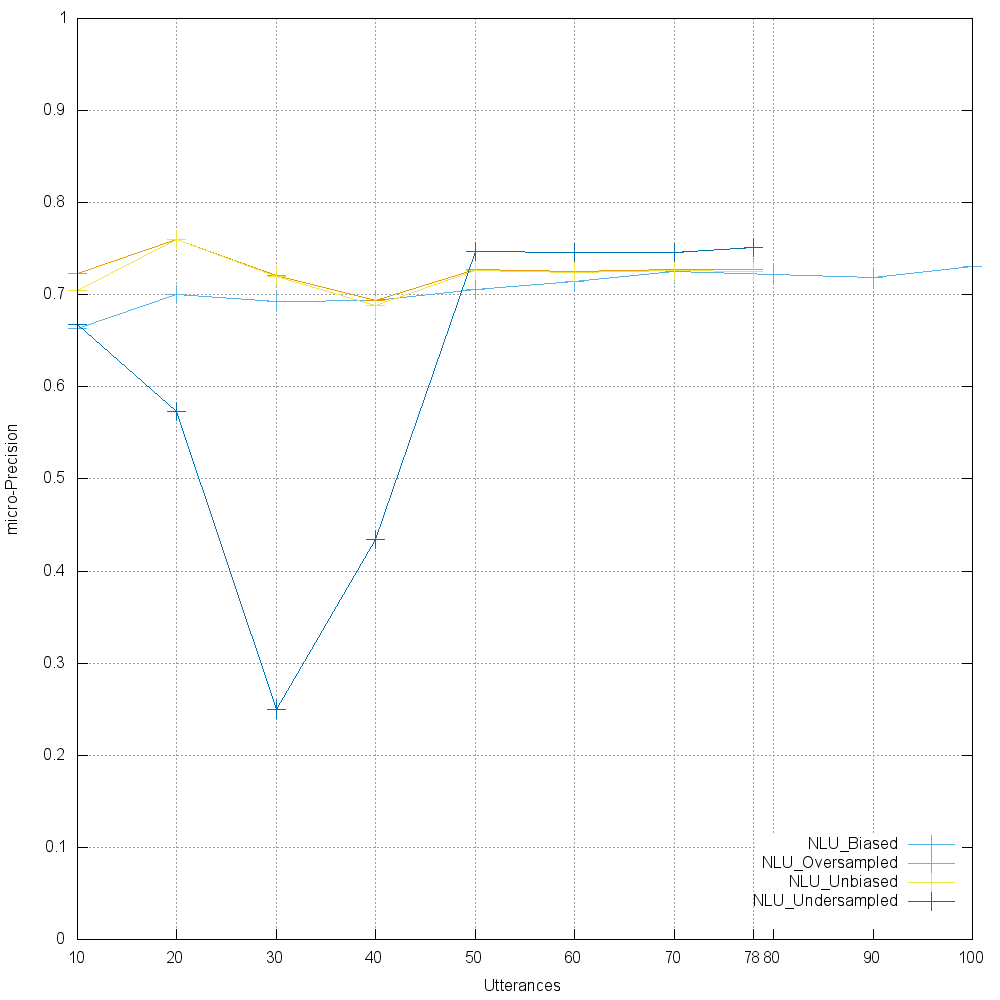 1
0.9
0.8
0.7
0.6
0.5
0.4
0.3
0.2
0.1
0
micro-Precision
NLU_Biased
NLU_Oversampled
NLU_Unbiased
NLU_Undersampled
10 20 30 40 50 60 70 78 80 90 100
Utterances